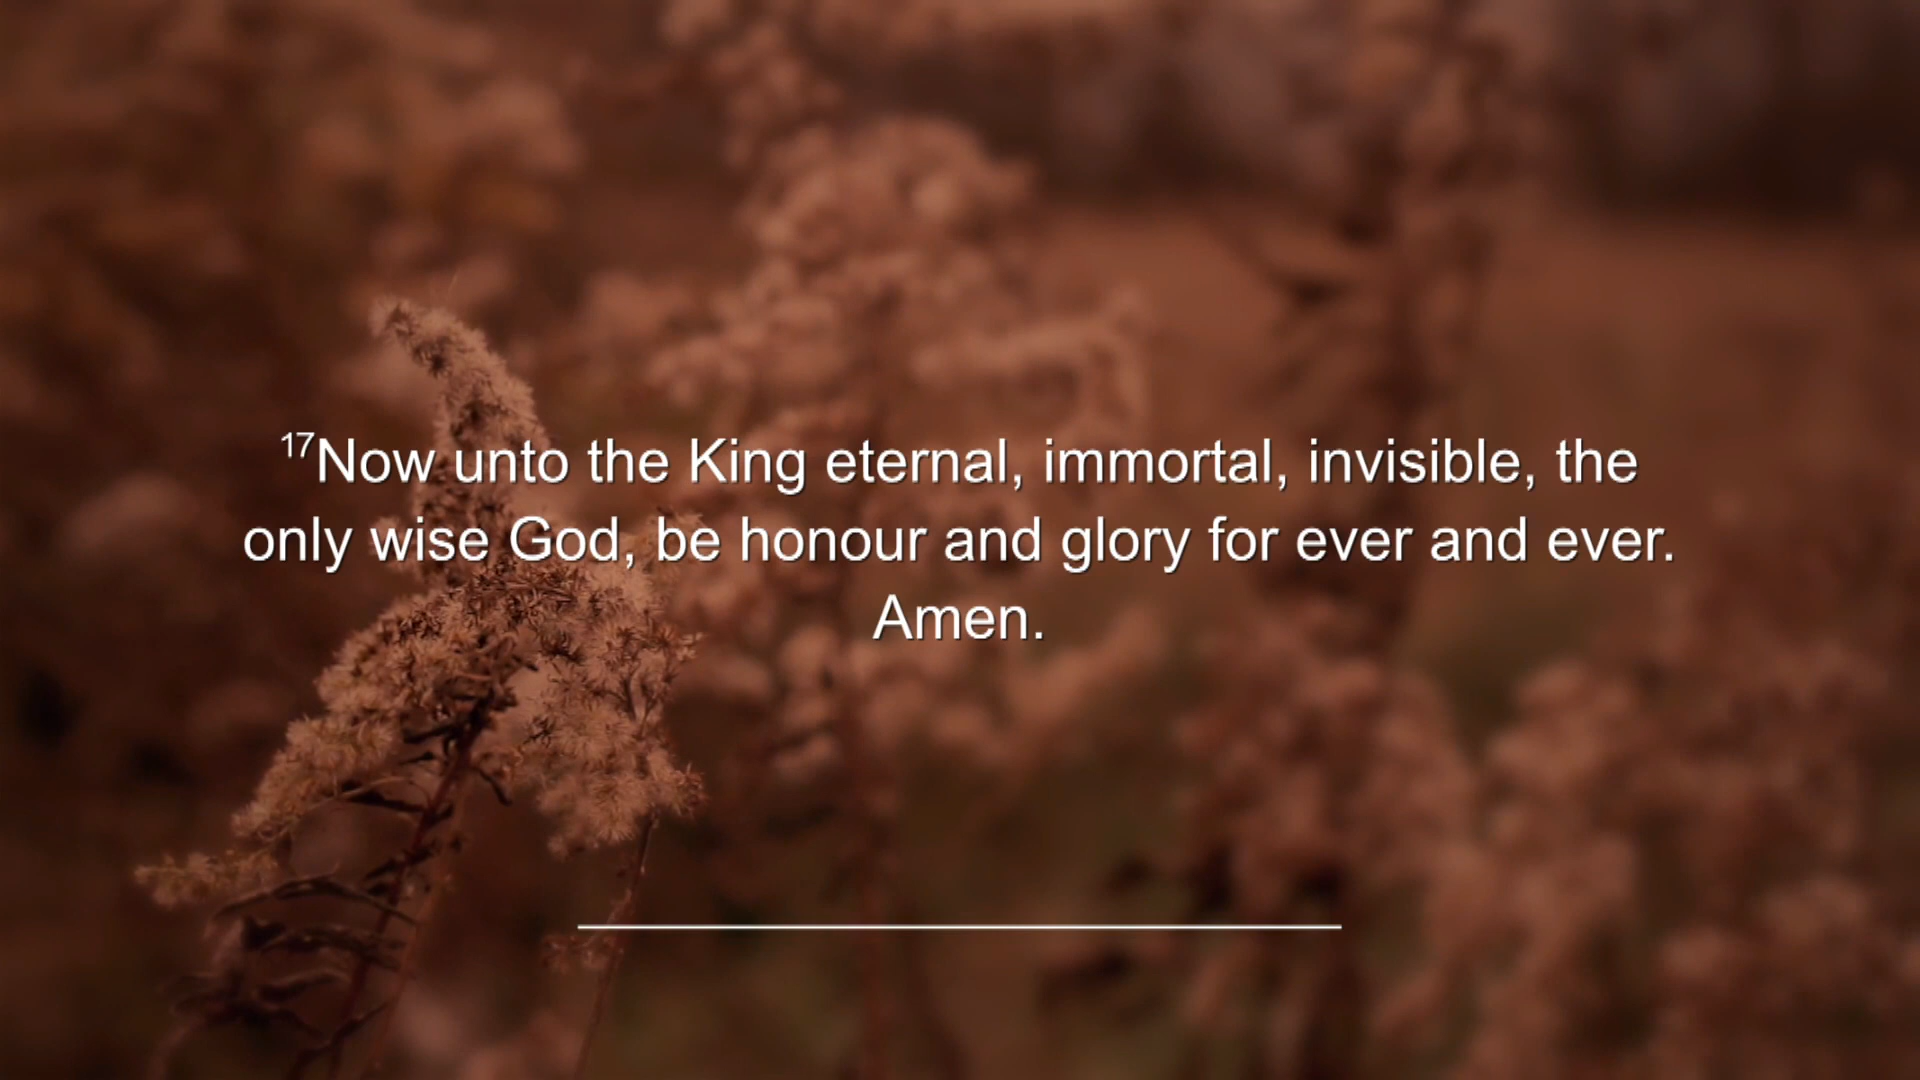 17Now unto the King eternal, immortal, invisible, the
only wise God, be honour and glory for ever and ever.
Amen.